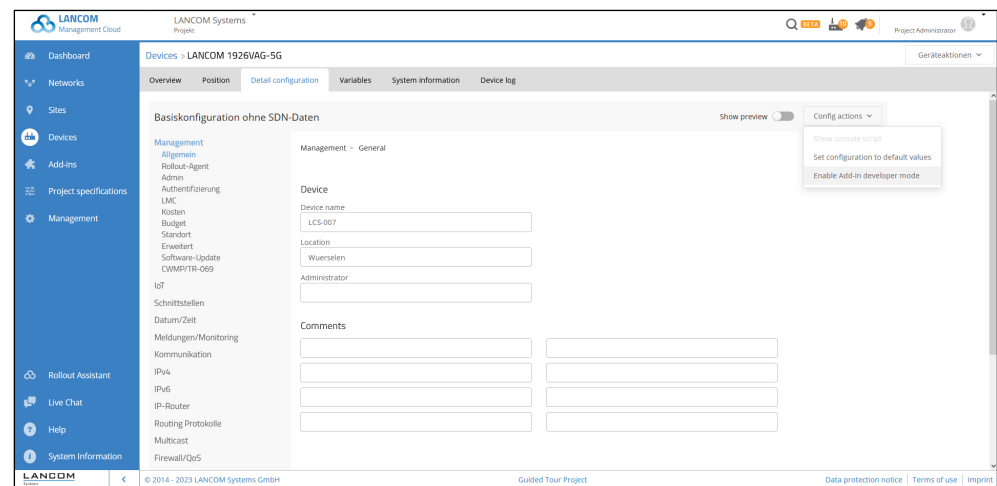 LANCOM
Management Cloud
LANCOM Systems
Projekt
BETA
10
5
Project Administrator
Dashboard
Networks
Sites
Devices
Add-ins
Project specifications
Management
Rollout Assistant
Live Chat
Help
System Information
LANCOM
Systems
Devices > LANCOM 1926VAG-5G
Geräteaktionen
Overview
Position
Detail configuration
Variables
System information
Device log
Basiskonfiguration ohne SDN-Daten
Show preview
Config actions
Show console script
Set configuration to default values
Enable Add-in developer mode
Management
Allgemein
Rollout-Agent
Admin
Authentifizierung
LMC
Kosten
Budget
Standort
Erweitert
Software-Update
CWMP/TR-069
IoT
Schnittstellen
Datum/Zeit
Meldungen/Monitoring
Kommunikation
IPv4
IPv6
IP-Router
Routing Protokolle
Multicast
Firewall/QoS
Management > General
Device
Device name
LCS-007
Location
Wuerselen
Administrator
Comments
© 2014 - 2023 LANCOM Systems GmbH
Guided Tour Project
Data protection notice
Terms of use
Imprint